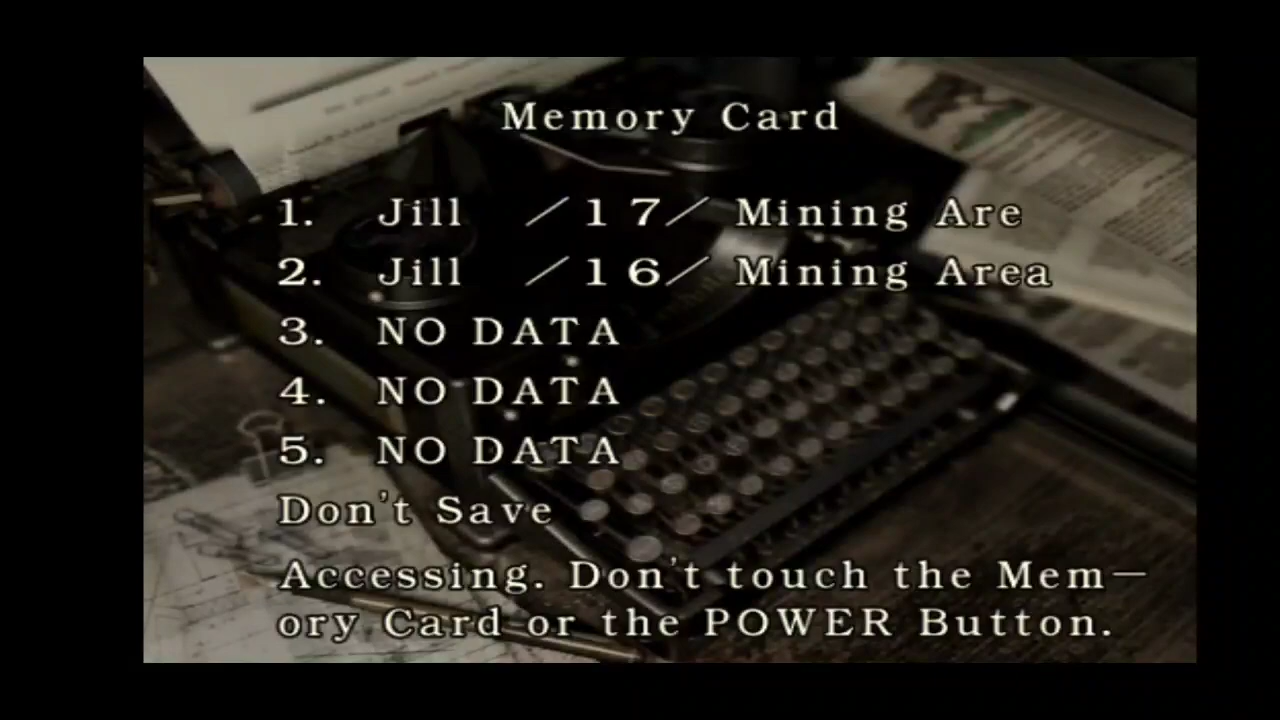 Memory Card
1. Jill ／17／ Mining Are
2. Jill ／16／ Mining Area
3. NO DATA
4. NO DATA
5. NO DATA
Don't Save
Accessing. Don't touch the Mem—
ory Card or the POWER Button.